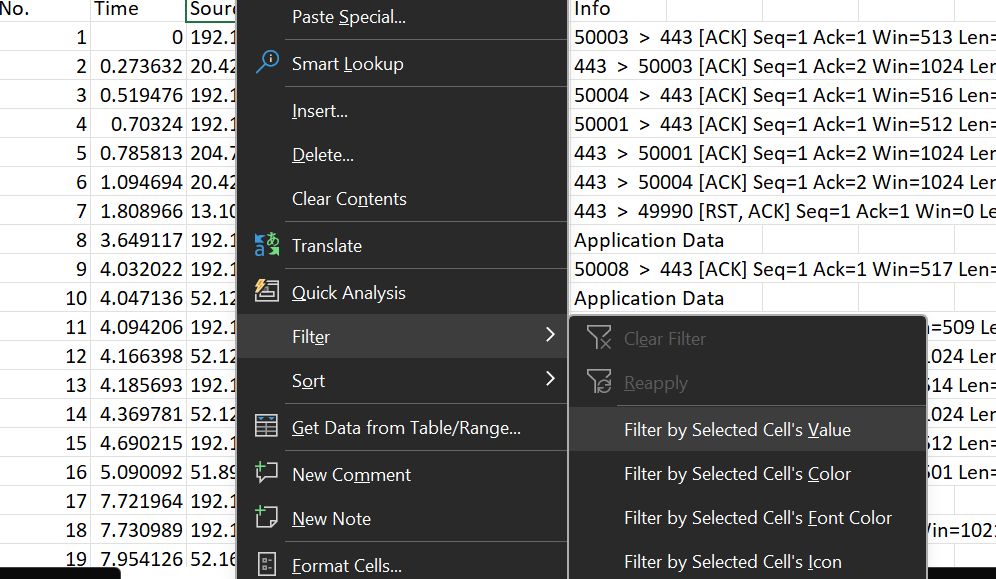 No. Time Sour Info
1 0 192.1 50003 > 443 [ACK] Seq=1 Ack=1 Win=513 Len=
2 0.273632 20.42 443 > 50003 [ACK] Seq=1 Ack=2 Win=1024 Len
3 0.519476 192.1 50004 > 443 [ACK] Seq=1 Ack=1 Win=516 Len=
4 0.70324 192.1 50001 > 443 [ACK] Seq=1 Ack=1 Win=512 Len=
5 0.785813 204.7 443 > 50001 [ACK] Seq=1 Ack=2 Win=1024 Len
6 1.094694 20.42 443 > 50004 [ACK] Seq=1 Ack=2 Win=1024 Len
7 1.808966 13.10 443 > 49990 [RST, ACK] Seq=1 Ack=1 Win=0 Le
8 3.649117 192.1 Application Data
9 4.032022 192.1 50008 > 443 [ACK] Seq=1 Ack=1 Win=517 Len=
10 4.047136 52.12 Application Data
11 4.094206 192.1 =509 Le
12 4.166398 52.12 024 Len
13 4.185693 192.1 514 Len=
14 4.369781 52.12 024 Len
15 4.690215 192.1 512 Len=
16 5.090092 51.89 501 Len=
17 7.721964 192.1
18 7.730989 192.1 Win=1021
19 7.954126 52.16
Paste Special...
Smart Lookup
Insert...
Delete...
Clear Contents
Translate
Quick Analysis
Filter
Sort
Get Data from Table/Range...
New Comment
New Note
Format Cells...
Clear Filter
Reapply
Filter by Selected Cell's Value
Filter by Selected Cell's Color
Filter by Selected Cell's Font Color
Filter by Selected Cell's Icon